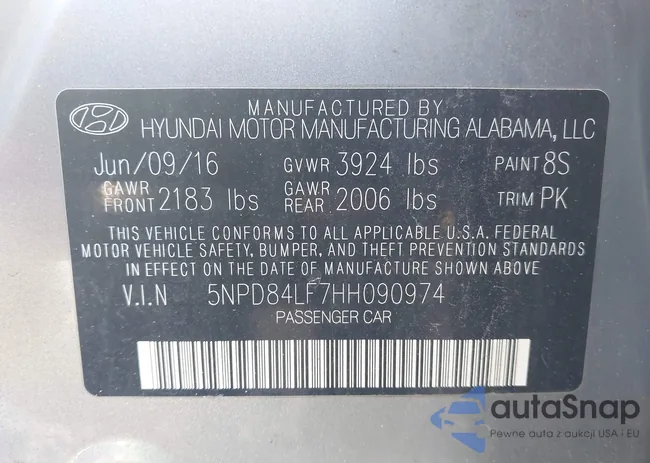 MANUFACTURED BY
HYUNDAI MOTOR MANUFACTURING ALABAMA, LLC
Jun/09/16 GVWR 3924 lbs PAINT 8S
GAWR FRONT 2183 lbs GAWR REAR 2006 lbs TRIM PK
THIS VEHICLE CONFORMS TO ALL APPLICABLE U.S.A. FEDERAL
MOTOR VEHICLE SAFETY, BUMPER, AND THEFT PREVENTION STANDARDS
IN EFFECT ON THE DATE OF MANUFACTURE SHOWN ABOVE
V.I.N 5NPD84LF7HH090974
PASSENGER CAR
autaSnap
Pewne auta z aukcji USA i EU